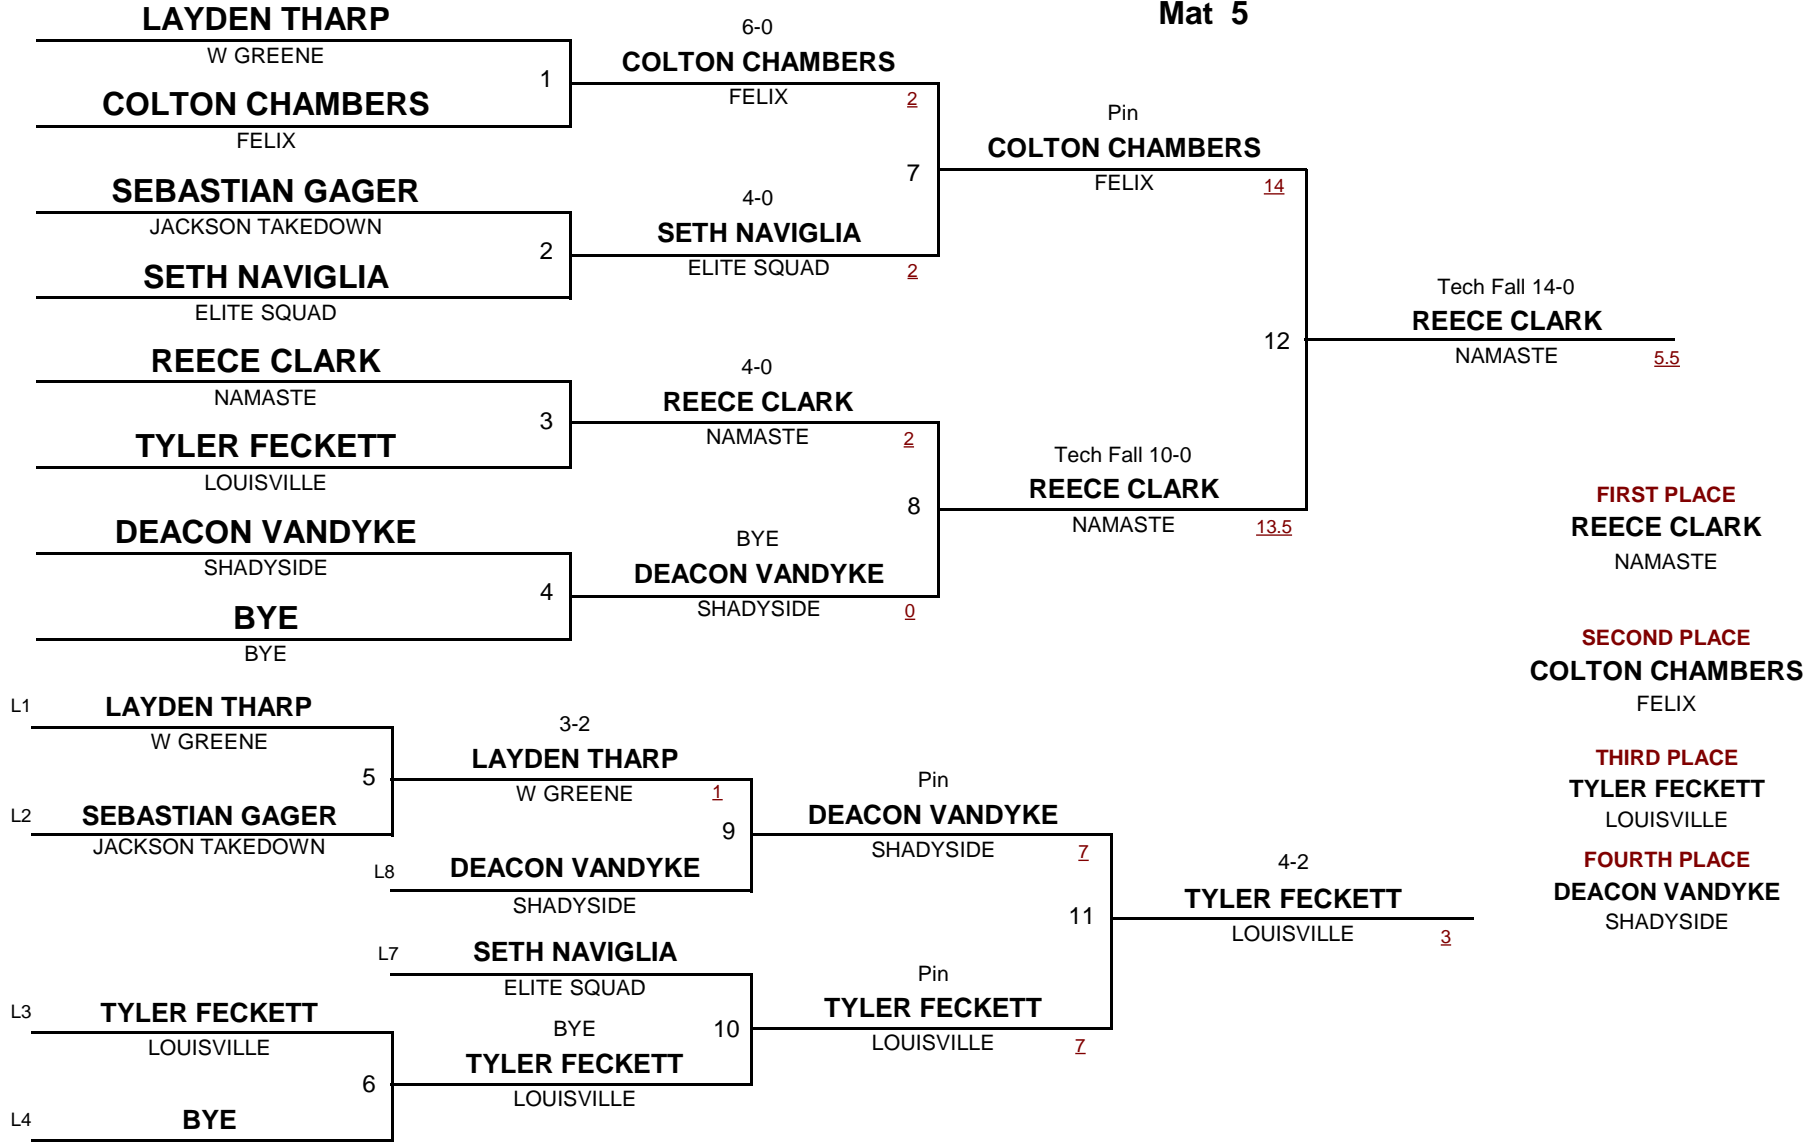 Mat 5
LAYDEN THARP
W GREENE
1
COLTON CHAMBERS
FELIX
SEBASTIAN GAGER
JACKSON TAKEDOWN
2
SETH NAVIGLIA
ELITE SQUAD
REECE CLARK
NAMASTE
3
TYLER FECKETT
LOUISVILLE
DEACON VANDYKE
SHADYSIDE
4
BYE
BYE
6-0
COLTON CHAMBERS
FELIX 2
7
4-0
SETH NAVIGLIA
ELITE SQUAD 2
4-0
REECE CLARK
NAMASTE 2
8
BYE
DEACON VANDYKE
SHADYSIDE 0
Pin
COLTON CHAMBERS
FELIX 14
12
Tech Fall 10-0
REECE CLARK
NAMASTE 13.5
Tech Fall 14-0
REECE CLARK
NAMASTE 5.5
FIRST PLACE
REECE CLARK
NAMASTE
SECOND PLACE
COLTON CHAMBERS
FELIX
THIRD PLACE
TYLER FECKETT
LOUISVILLE
FOURTH PLACE
DEACON VANDYKE
SHADYSIDE
L1 LAYDEN THARP
W GREENE
5
L2 SEBASTIAN GAGER
JACKSON TAKEDOWN
3-2
LAYDEN THARP
W GREENE 1
9
L8 DEACON VANDYKE
SHADYSIDE
L7 SETH NAVIGLIA
ELITE SQUAD
10
BYE
TYLER FECKETT
LOUISVILLE
L3 TYLER FECKETT
LOUISVILLE
6
L4 BYE
Pin
DEACON VANDYKE
SHADYSIDE 7
11
Pin
TYLER FECKETT
LOUISVILLE 7
4-2
TYLER FECKETT
LOUISVILLE 3